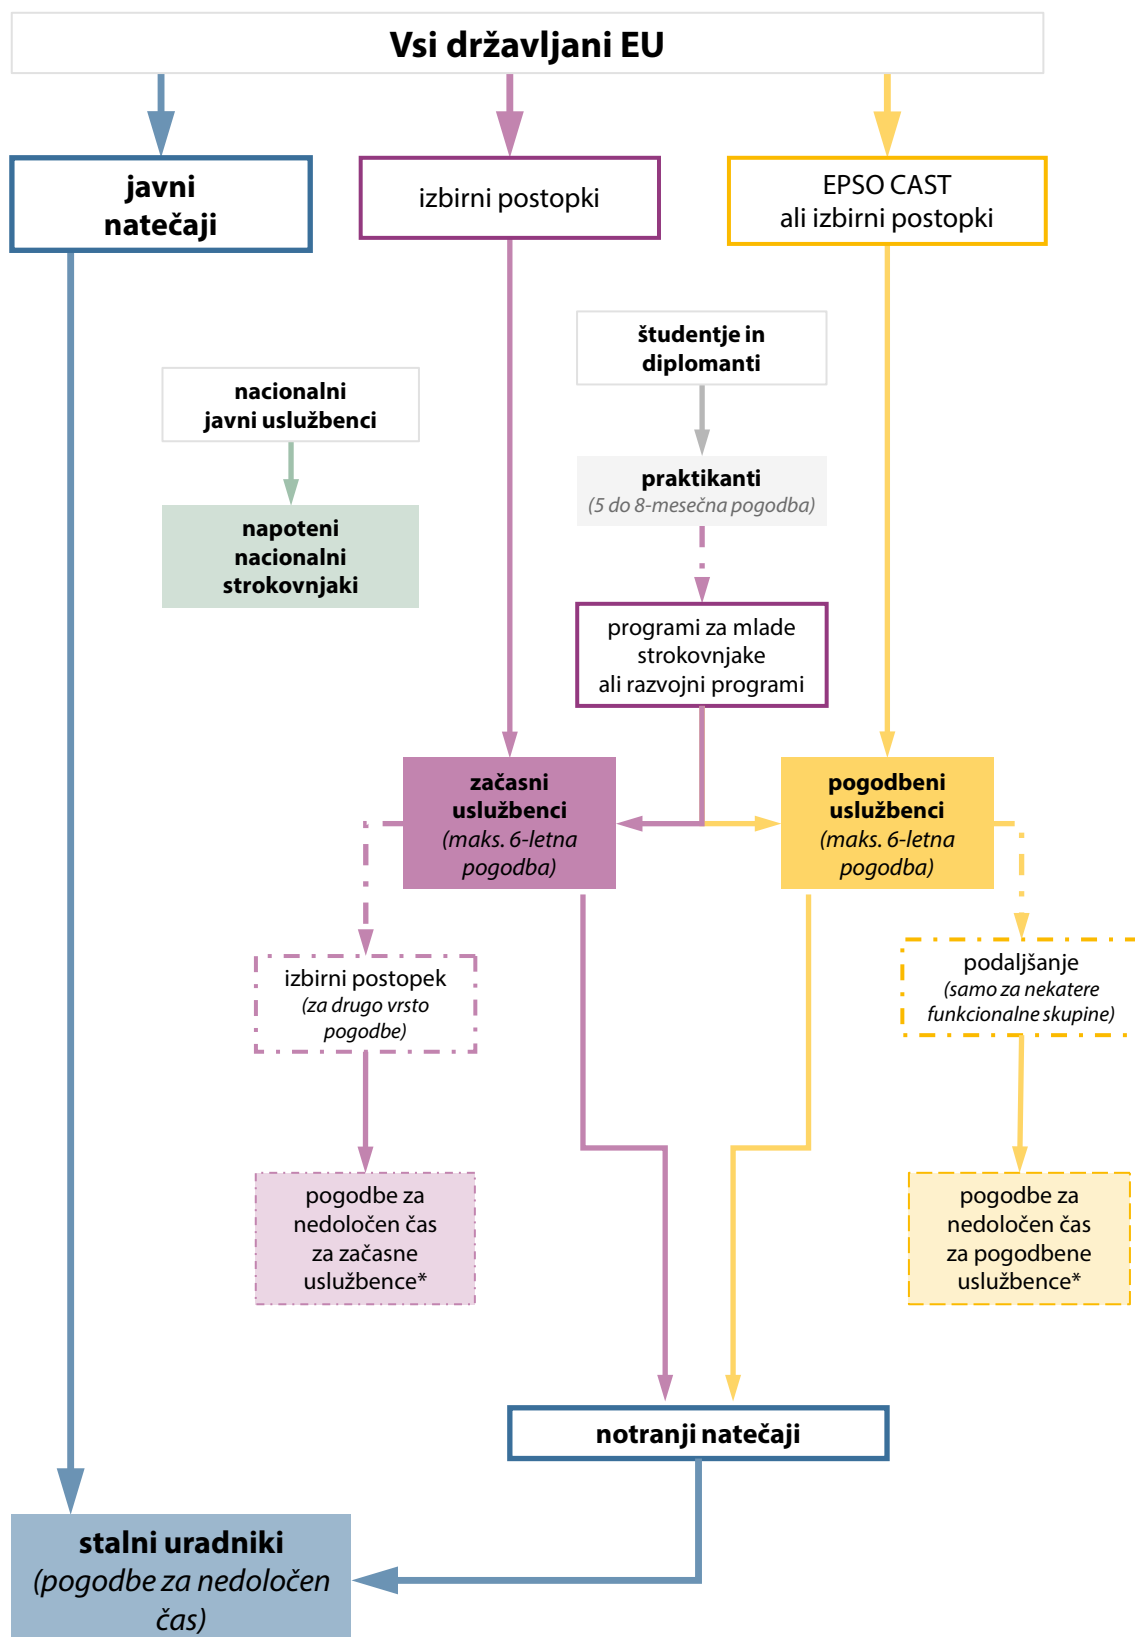 Vsi državljani EU
javni
natečaji
izbirni postopki
EPSO CAST
ali izbirni postopki
študentje in
diplomanti
nacionalni
javni uslužbenci
praktikanti
(5 do 8-mesečna pogodba)
napoteni
nacionalni
strokovnjaki
programi za mlade
strokovnjake
ali razvojni programi
začasni
uslužbenci
(maks. 6-letna
pogodba)
pogodbeni
uslužbenci
(maks. 6-letna
pogodba)
izbirni postopek
(za drugo vrsto
pogodbe)
podaljšanje
(samo za nekatere
funkcionalne skupine)
pogodbe za
nedoločen čas
za začasne
uslužbence*
pogodbe za
nedoločen čas
za pogodbene
uslužbence*
notranji natečaji
stalni uradniki
(pogodbe za nedoločen
čas)